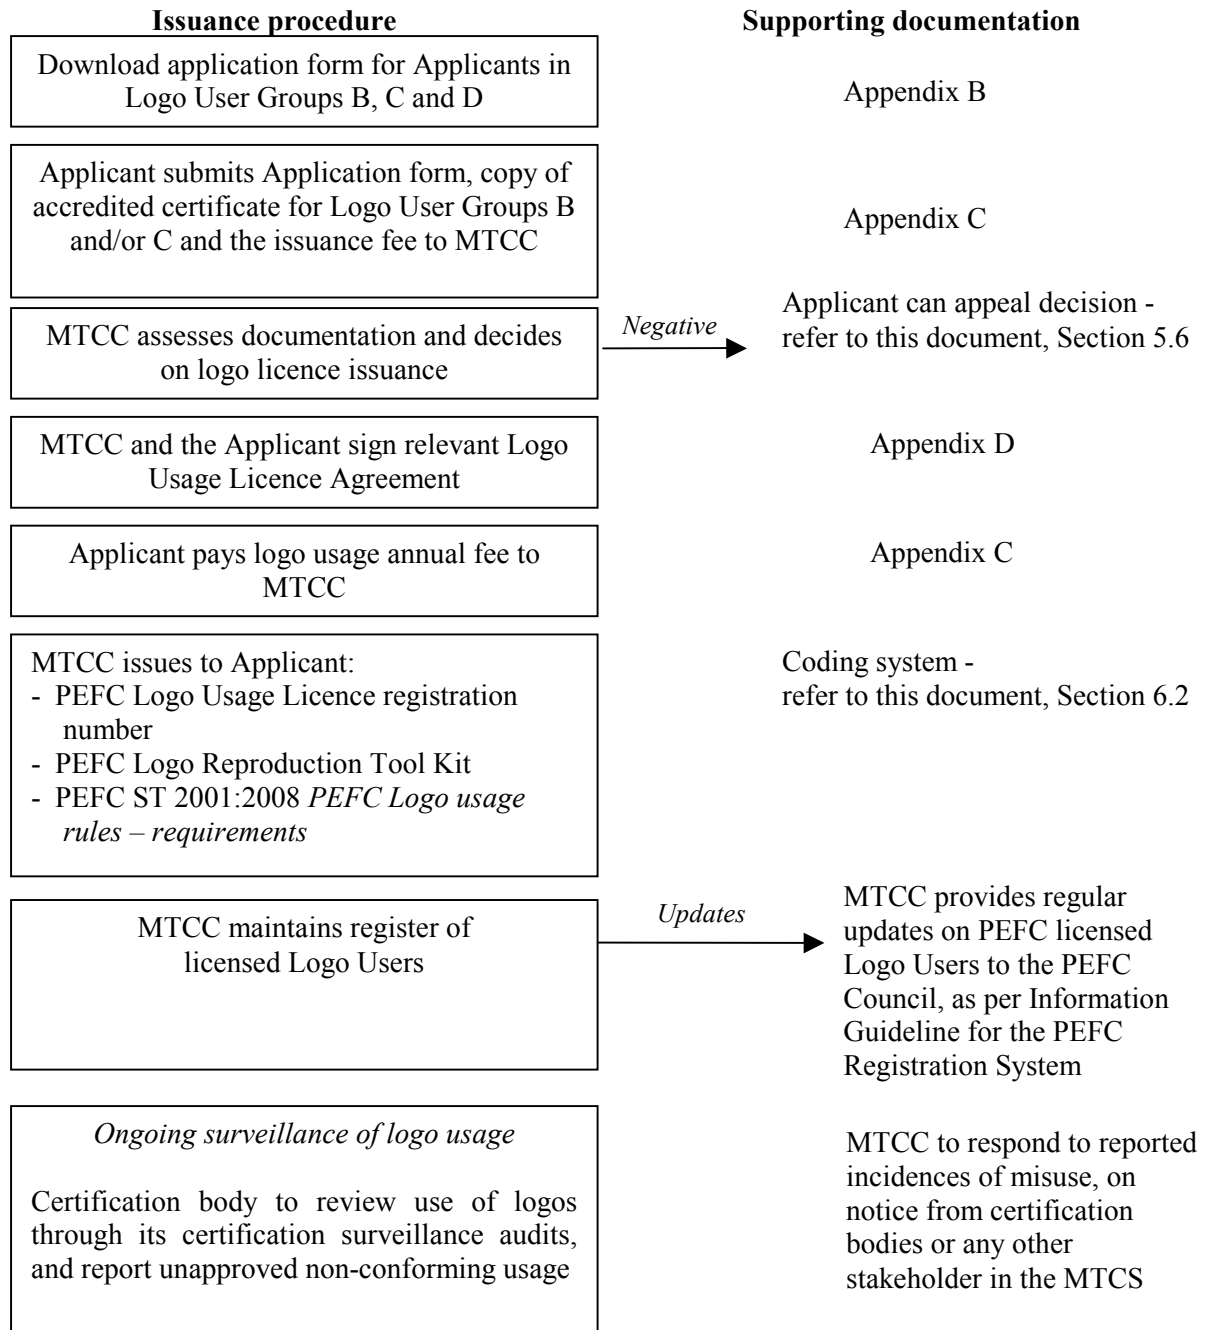 Issuance procedure
Supporting documentation
Download application form for Applicants in
Logo User Groups B, C and D
Appendix B
Applicant submits Application form, copy of
accredited certificate for Logo User Groups B
and/or C and the issuance fee to MTCC
Appendix C
MTCC assesses documentation and decides
on logo licence issuance
Negative
Applicant can appeal decision -
refer to this document, Section 5.6
MTCC and the Applicant sign relevant Logo
Usage Licence Agreement
Appendix D
Applicant pays logo usage annual fee to
MTCC
Appendix C
MTCC issues to Applicant:
- PEFC Logo Usage Licence registration
number
- PEFC Logo Reproduction Tool Kit
- PEFC ST 2001:2008 PEFC Logo usage
rules – requirements
Coding system -
refer to this document, Section 6.2
MTCC maintains register of
licensed Logo Users
Updates
MTCC provides regular
updates on PEFC licensed
Logo Users to the PEFC
Council, as per Information
Guideline for the PEFC
Registration System
Ongoing surveillance of logo usage
Certification body to review use of logos
through its certification surveillance audits,
and report unapproved non-conforming usage
MTCC to respond to reported
incidences of misuse, on
notice from certification
bodies or any other
stakeholder in the MTCS